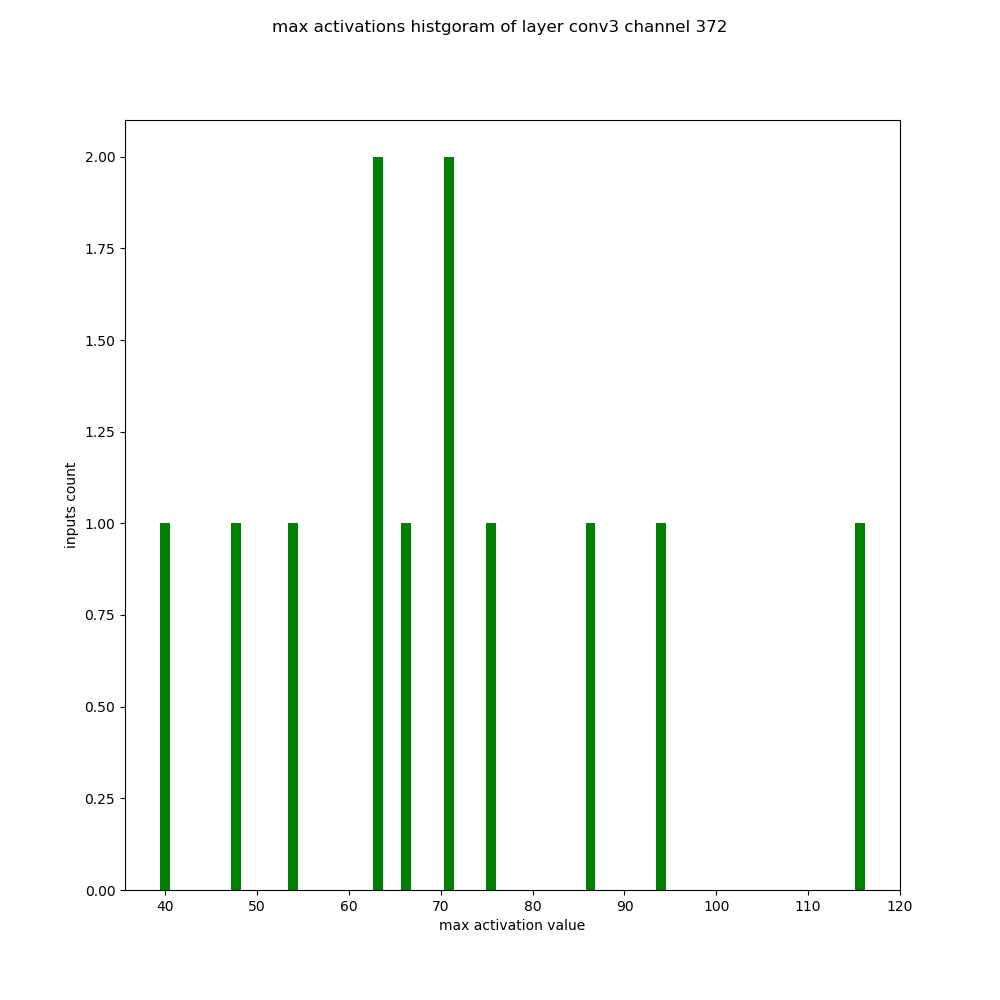 max activations histgoram of layer conv3 channel 372
2.00
1.75
1.50
1.25
1.00
0.75
0.50
0.25
0.00
inputs count
40 50 60 70 80 90 100 110 120
max activation value